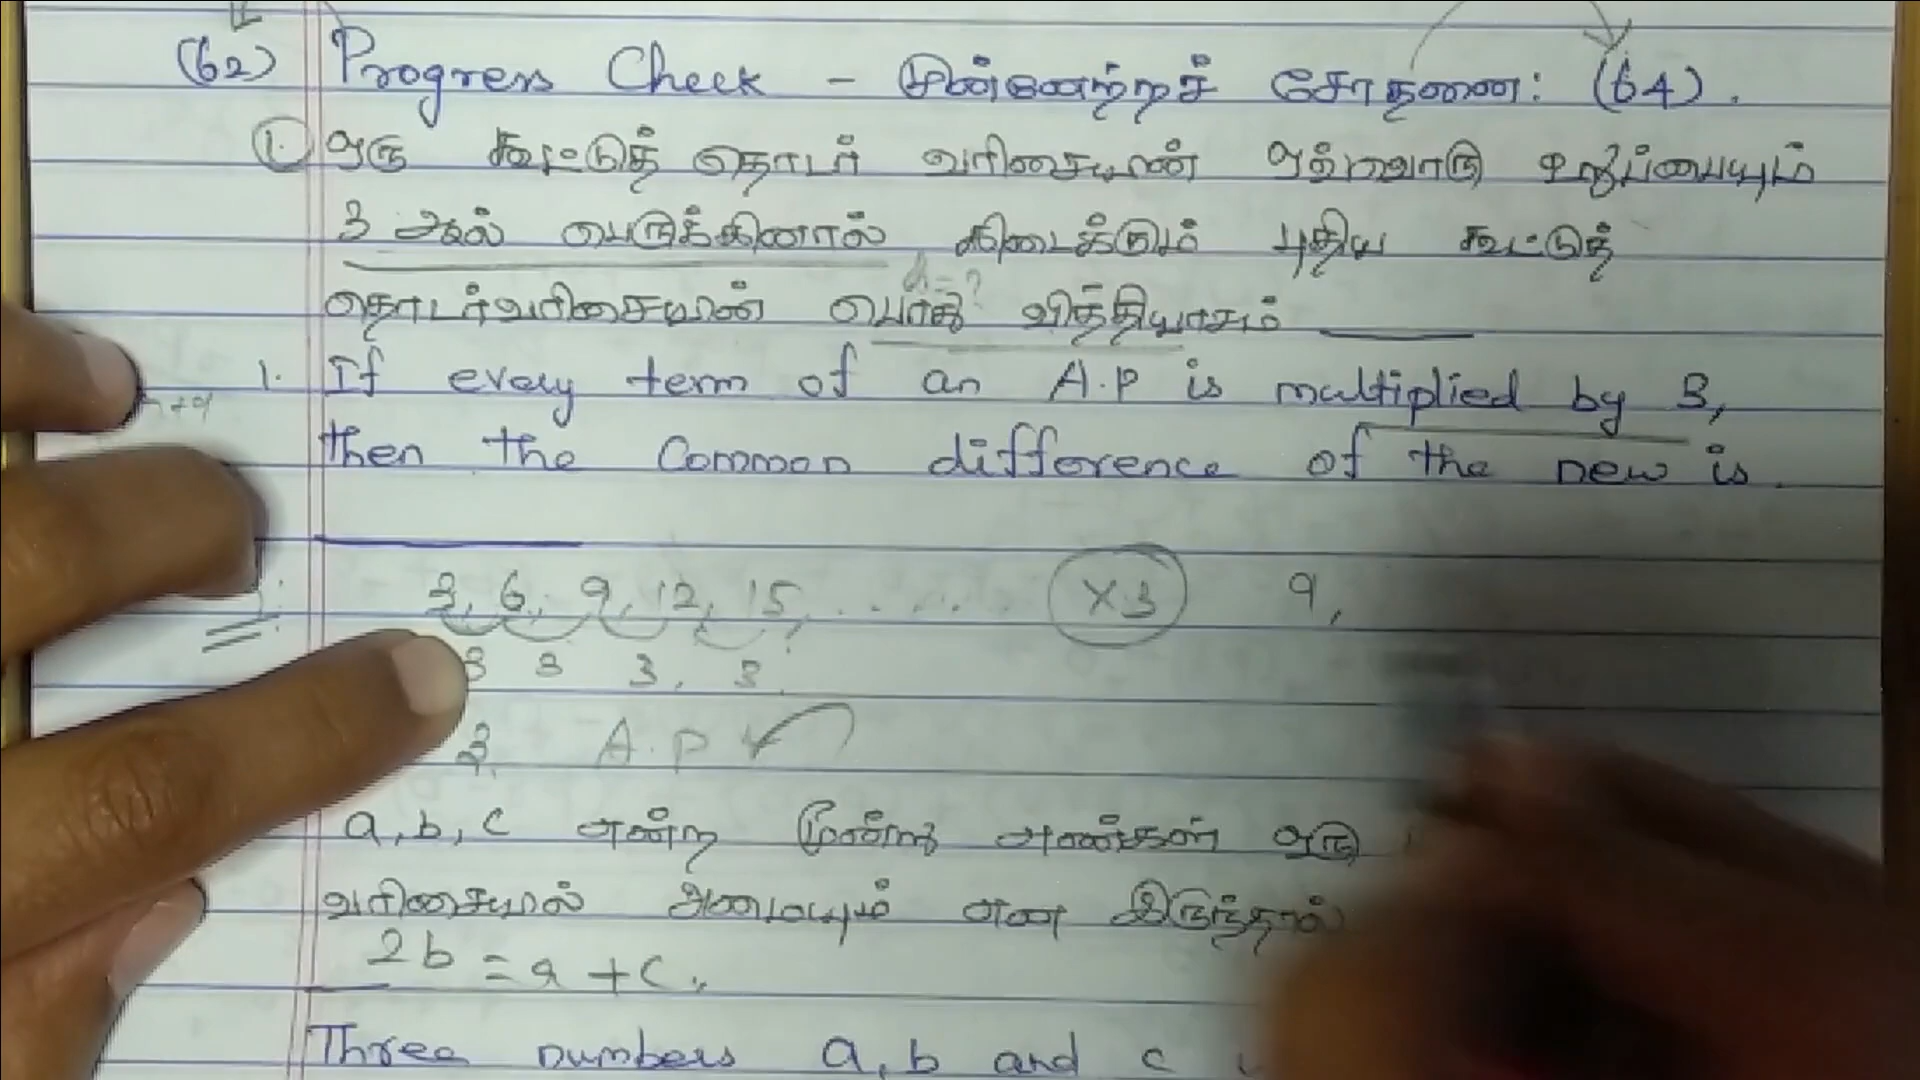 (62) Progress Check - முன்னேற்றச் சோதனை: (64).
① ஒரு கூட்டுத் தொடர் வரிசையின் ஒவ்வொரு உறுப்பையும்
3 ஆல் பெருக்கினால் கிடைக்கும் புதிய கூட்டுத்
d=?
தொடர்வரிசையின் பொது வித்தியாசம் ______
1. If every term of an A.P is multiplied by 3,
then the Common difference of the new is
______
3, 6, 9, 12, 15, ..... ×3 9,
3 3 3, 3
3. A.P ✓
a, b, c என்ற மூன்று எண்கள் ஒரு
வரிசையில் அமையும் என இருந்தால்
2b = a + c.
Three numbers a, b and c